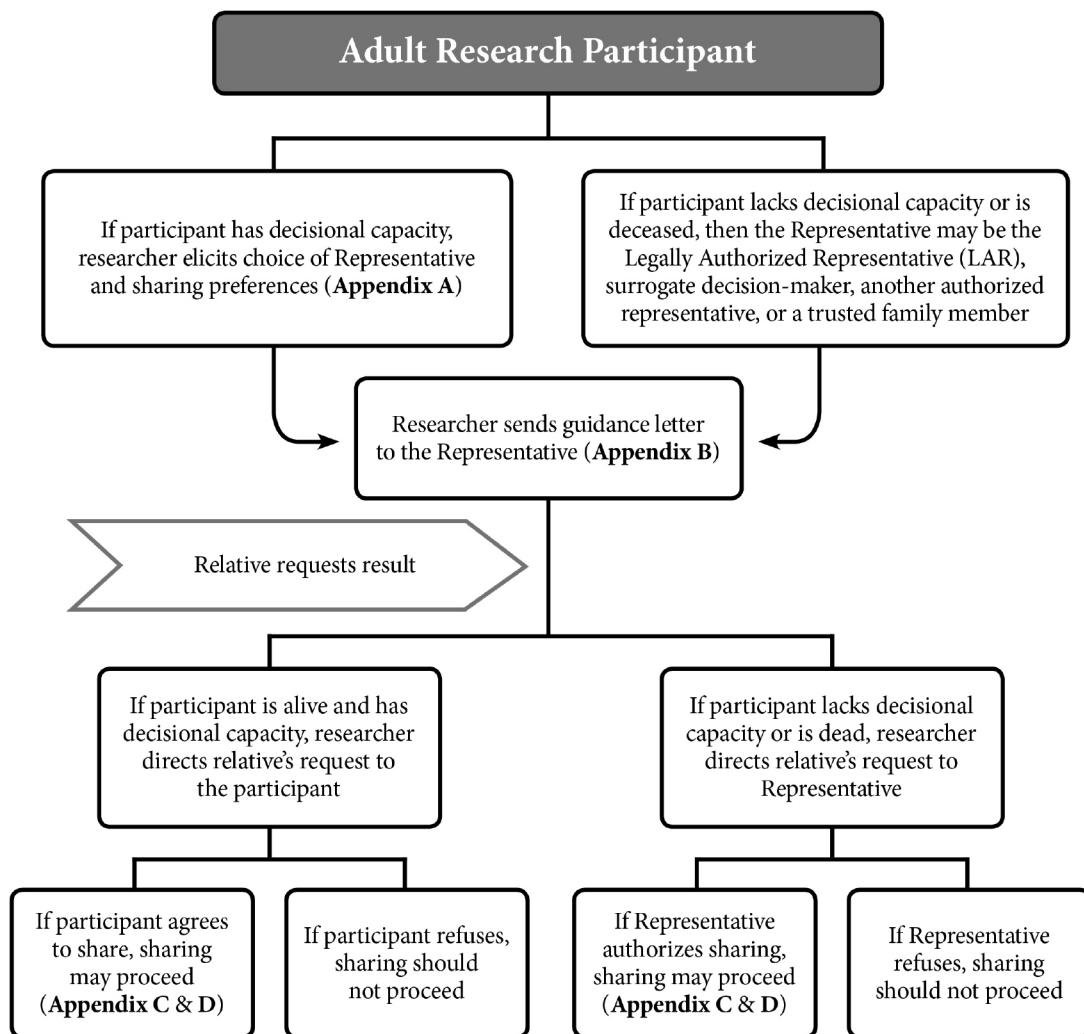 Adult Research Participant
If participant has decisional capacity,
researcher elicits choice of Representative
and sharing preferences (Appendix A)
If participant lacks decisional capacity or is
deceased, then the Representative may be the
Legally Authorized Representative (LAR),
surrogate decision-maker, another authorized
representative, or a trusted family member
Researcher sends guidance letter
to the Representative (Appendix B)
Relative requests result
If participant is alive and has
decisional capacity, researcher
directs relative’s request to
the participant
If participant lacks decisional
capacity or is dead, researcher
directs relative’s request to
Representative
If participant agrees
to share, sharing
may proceed
(Appendix C & D)
If participant refuses,
sharing should
not proceed
If Representative
authorizes sharing,
sharing may proceed
(Appendix C & D)
If Representative
refuses, sharing
should not proceed